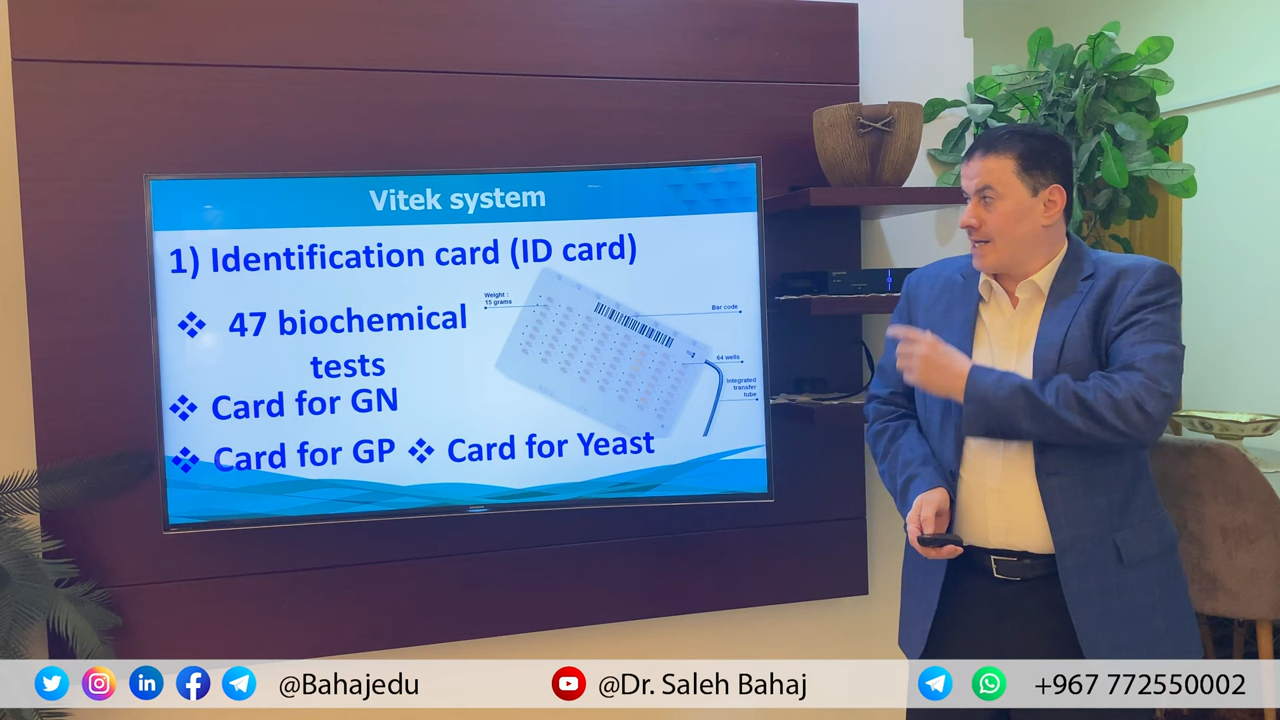 Vitek system
1) Identification card (ID card)
❖ 47 biochemical
tests
❖ Card for GN
❖ Card for GP ❖ Card for Yeast
Weight :
15 grams
Bar code
64 wells
Integrated
transfer
tube
@Bahajedu
@Dr. Saleh Bahaj
+967 772550002